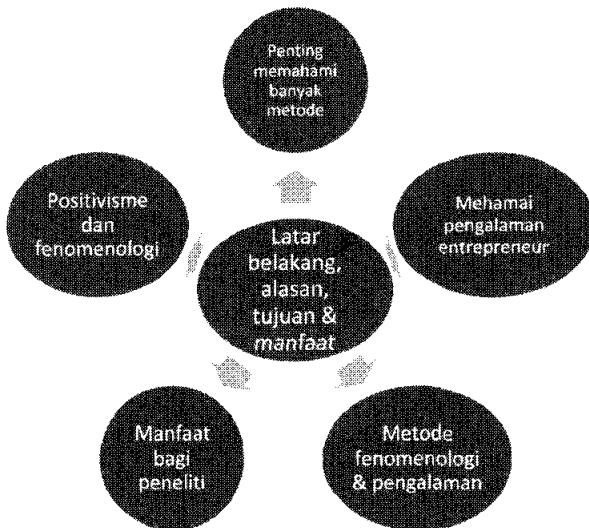 Penting
memahami
banyak
metode
Positivisme
dan
fenomenologi
Mehamai
pengalaman
entrepreneur
Latar
belakang,
alasan,
tujuan &
manfaat
Manfaat
bagi
peneliti
Metode
fenomenologi
& pengalaman